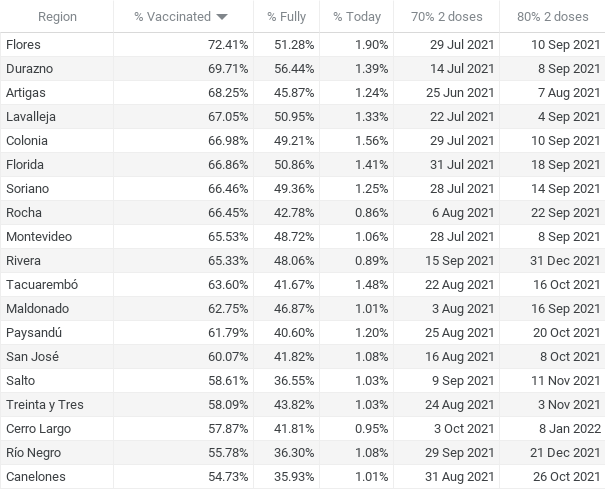 Region % Vaccinated % Fully % Today 70% 2 doses 80% 2 doses
Flores 72.41% 51.28% 1.90% 29 Jul 2021 10 Sep 2021
Durazno 69.71% 56.44% 1.39% 14 Jul 2021 8 Sep 2021
Artigas 68.25% 45.87% 1.24% 25 Jun 2021 7 Aug 2021
Lavalleja 67.05% 50.95% 1.33% 22 Jul 2021 4 Sep 2021
Colonia 66.98% 49.21% 1.56% 29 Jul 2021 10 Sep 2021
Florida 66.86% 50.86% 1.41% 31 Jul 2021 18 Sep 2021
Soriano 66.46% 49.36% 1.25% 28 Jul 2021 14 Sep 2021
Rocha 66.45% 42.78% 0.86% 6 Aug 2021 22 Sep 2021
Montevideo 65.53% 48.72% 1.06% 28 Jul 2021 8 Sep 2021
Rivera 65.33% 48.06% 0.89% 15 Sep 2021 31 Dec 2021
Tacuarembó 63.60% 41.67% 1.48% 22 Aug 2021 16 Oct 2021
Maldonado 62.75% 46.87% 1.01% 3 Aug 2021 16 Sep 2021
Paysandú 61.79% 40.60% 1.20% 25 Aug 2021 20 Oct 2021
San José 60.07% 41.82% 1.08% 16 Aug 2021 8 Oct 2021
Salto 58.61% 36.55% 1.03% 9 Sep 2021 11 Nov 2021
Treinta y Tres 58.09% 43.82% 1.03% 24 Aug 2021 3 Nov 2021
Cerro Largo 57.87% 41.81% 0.95% 3 Oct 2021 8 Jan 2022
Río Negro 55.78% 36.30% 1.08% 29 Sep 2021 21 Dec 2021
Canelones 54.73% 35.93% 1.01% 31 Aug 2021 26 Oct 2021